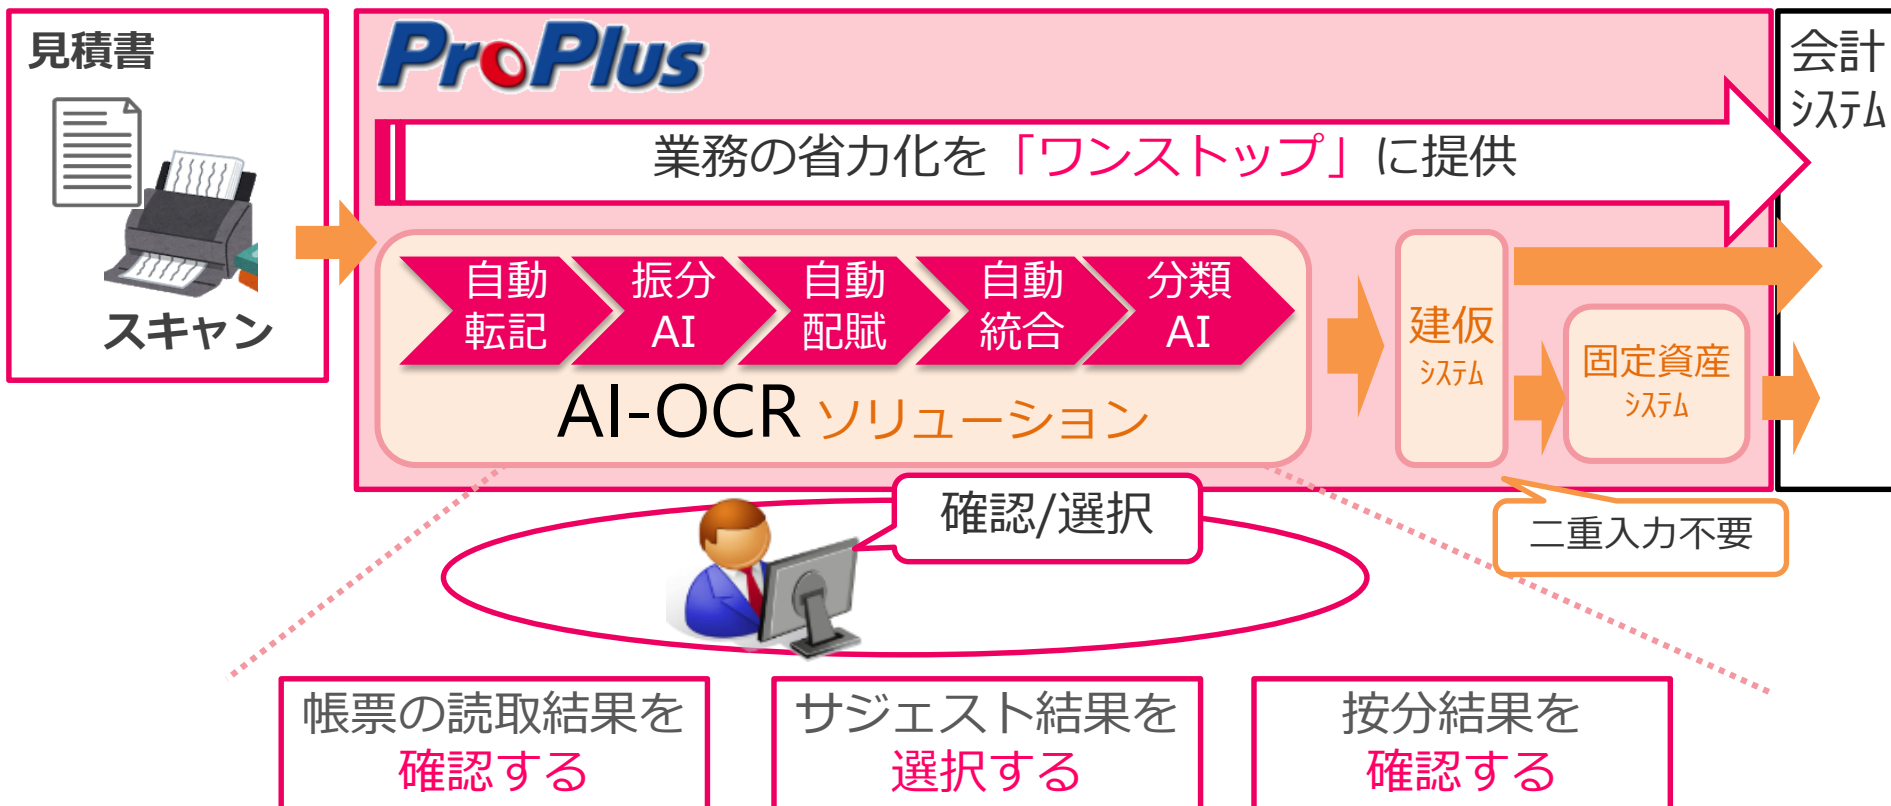 見積書
スキャン
ProPlus
業務の省力化を「ワンストップ」に提供
自動
転記
振分
AI
自動
配賦
自動
統合
分類
AI
AI-OCR ソリューション
建仮
ｼｽﾃﾑ
固定資産
ｼｽﾃﾑ
会計
ｼｽﾃﾑ
確認/選択
二重入力不要
帳票の読取結果を
確認する
サジェスト結果を
選択する
按分結果を
確認する